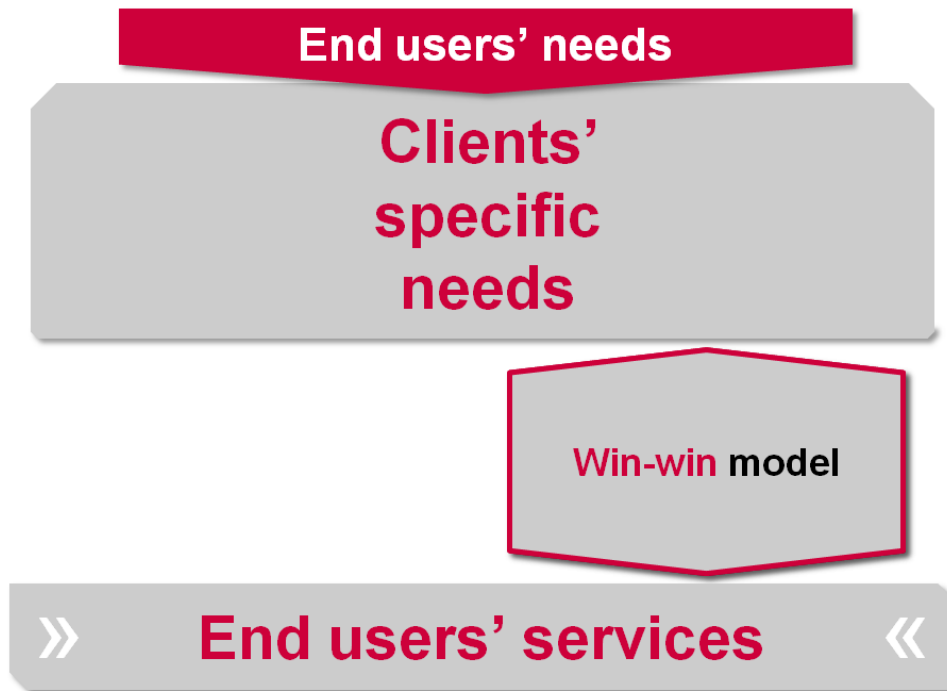 End users’ needs
Clients’
specific
needs
Win-win model
» End users’ services «